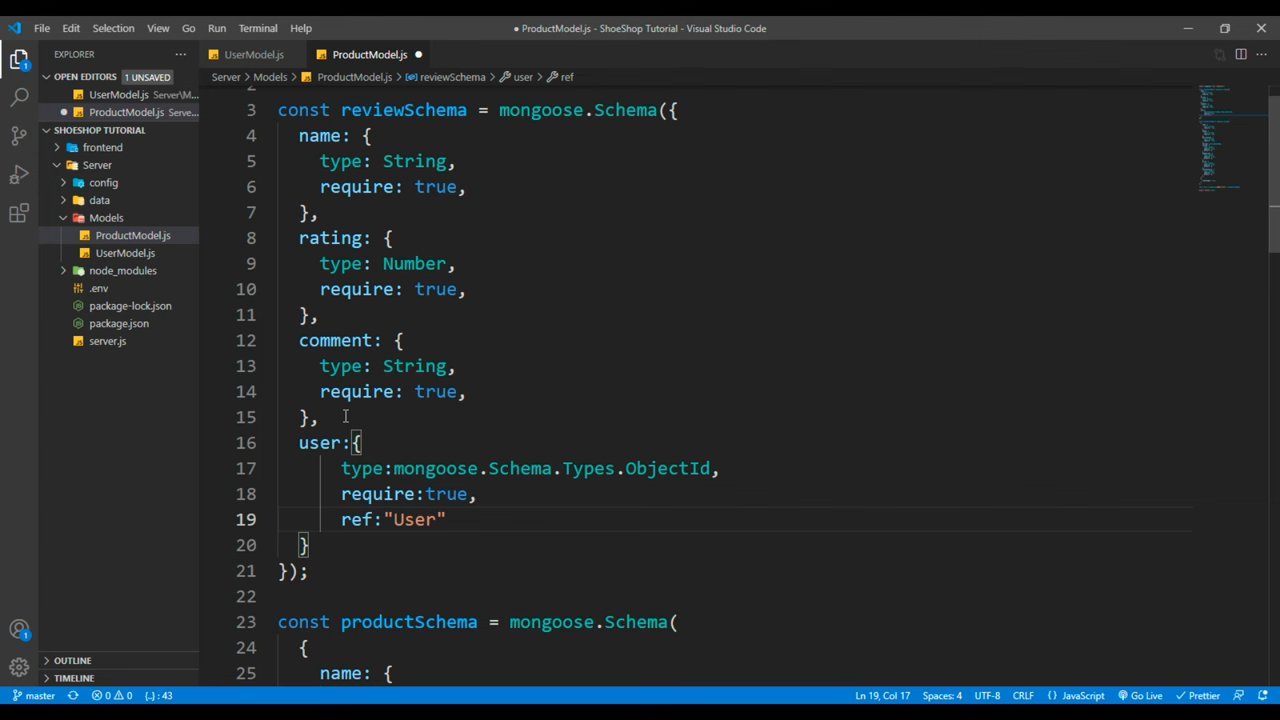 File Edit Selection View Go Run Terminal Help
● ProductModel.js - ShoeShop Tutorial - Visual Studio Code
EXPLORER
OPEN EDITORS 1 UNSAVED
UserModel.js Server\M...
ProductModel.js Serve...
SHOESHOP TUTORIAL
frontend
Server
config
data
Models
ProductModel.js
UserModel.js
node_modules
.env
package-lock.json
package.json
server.js
OUTLINE
TIMELINE
UserModel.js ProductModel.js
Server > Models > ProductModel.js > reviewSchema > user > ref
3 const reviewSchema = mongoose.Schema({
4 name: {
5 type: String,
6 require: true,
7 },
8 rating: {
9 type: Number,
10 require: true,
11 },
12 comment: {
13 type: String,
14 require: true,
15 },
16 user:{
17 type:mongoose.Schema.Types.ObjectId,
18 require:true,
19 ref:"User"
20 }
21 });
22
23 const productSchema = mongoose.Schema(
24 {
25 name: {
master 0 0 {..} : 43 Ln 19, Col 17 Spaces: 4 UTF-8 CRLF {} JavaScript Go Live Prettier